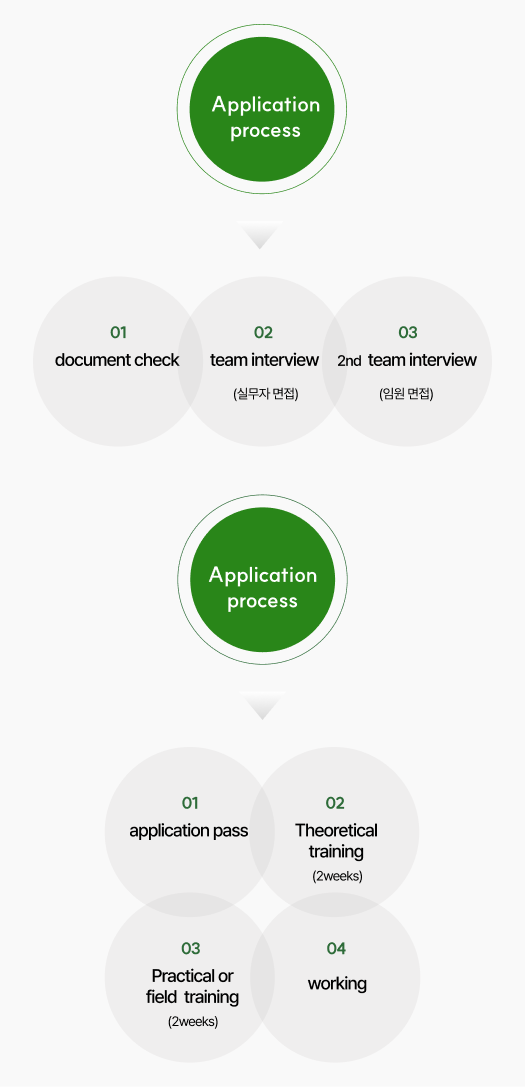 Application
process
01
document check
02
team interview
(실무자 면접)
03
2nd team interview
(임원 면접)
Application
process
01
application pass
02
Theoretical
training
(2weeks)
03
Practical or
field training
(2weeks)
04
working